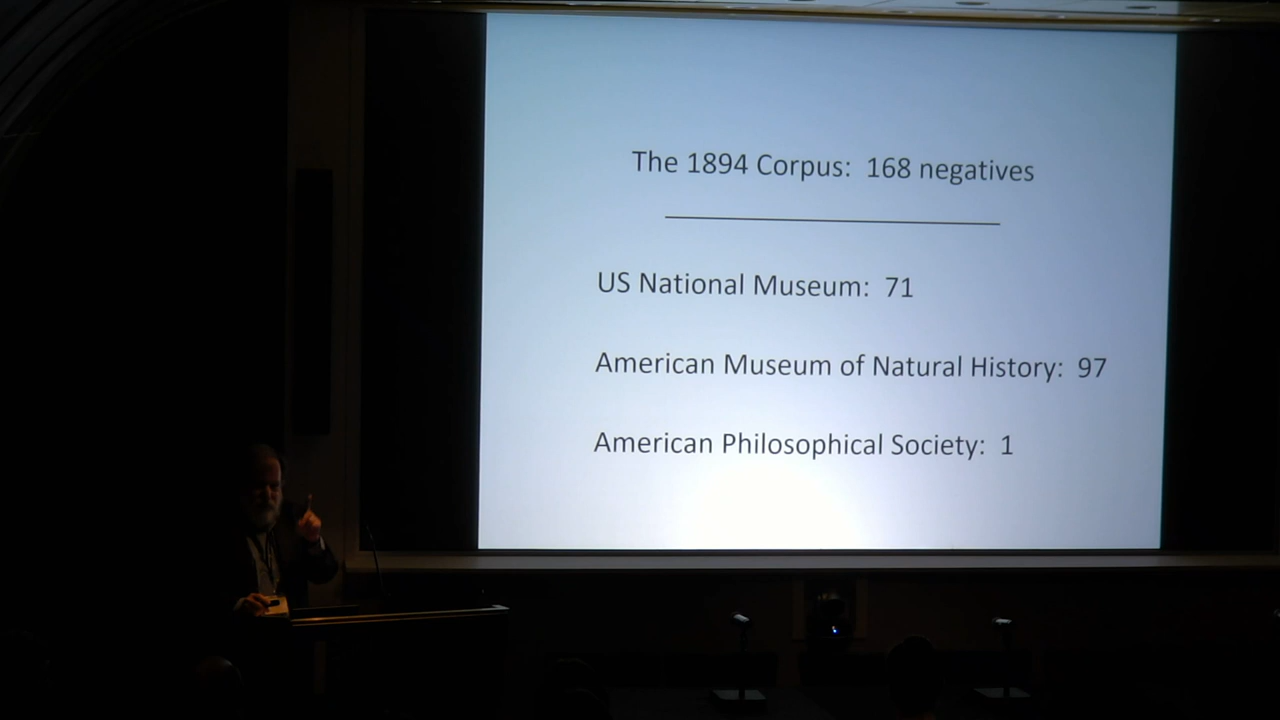 The 1894 Corpus: 168 negatives
US National Museum: 71
American Museum of Natural History: 97
American Philosophical Society: 1